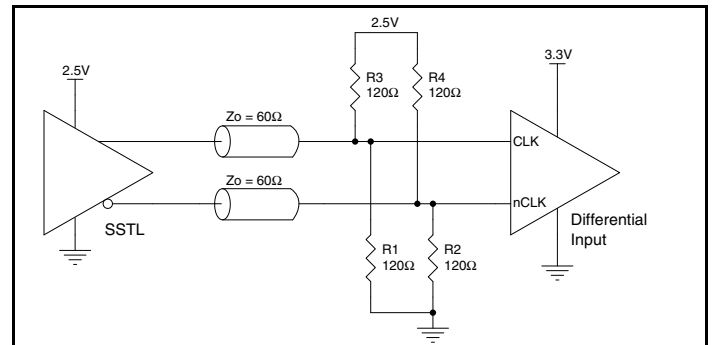 2.5V
2.5V
3.3V
R3
120Ω
R4
120Ω
Zo = 60Ω
CLK
Zo = 60Ω
nCLK
SSTL
Differential
Input
R1
120Ω
R2
120Ω